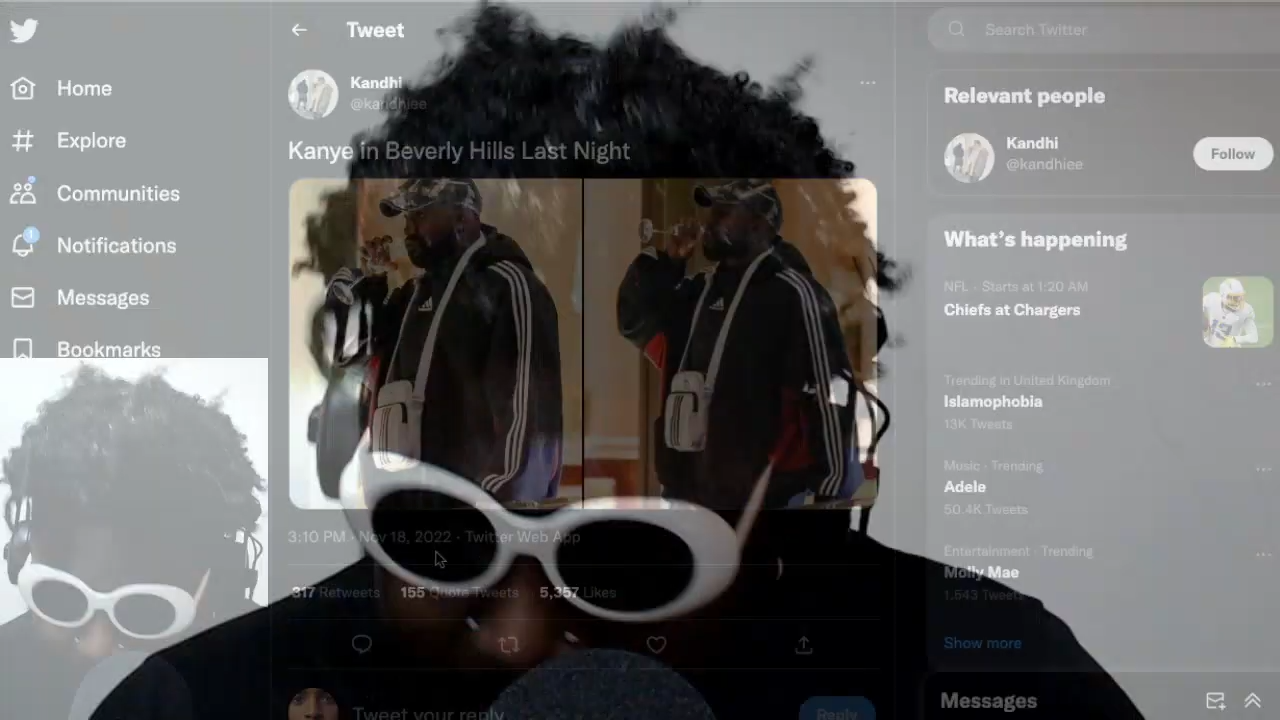 Home
Explore
Communities
1
Notifications
Messages
Bookmarks
Tweet
Kandhi
@kandhiee
Kanye in Beverly Hills Last Night
3:10 PM · Nov 18, 2022 · Twitter Web App
317 Retweets 155 Quote Tweets 5,357 Likes
Tweet your reply
Reply
Search Twitter
Relevant people
Kandhi
@kandhiee
Follow
What's happening
NFL · Starts at 1:20 AM
Chiefs at Chargers
Trending in United Kingdom
Islamophobia
13K Tweets
Music · Trending
Adele
50.4K Tweets
Entertainment · Trending
Molly Mae
1,543 Tweets
Show more
Messages